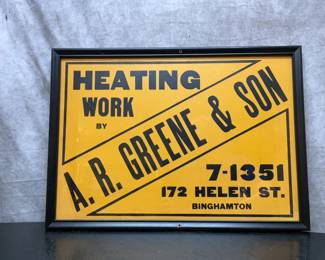 HEATING
WORK
BY
A. R. GREENE & SON
7-1351
172 HELEN ST.
BINGHAMTON